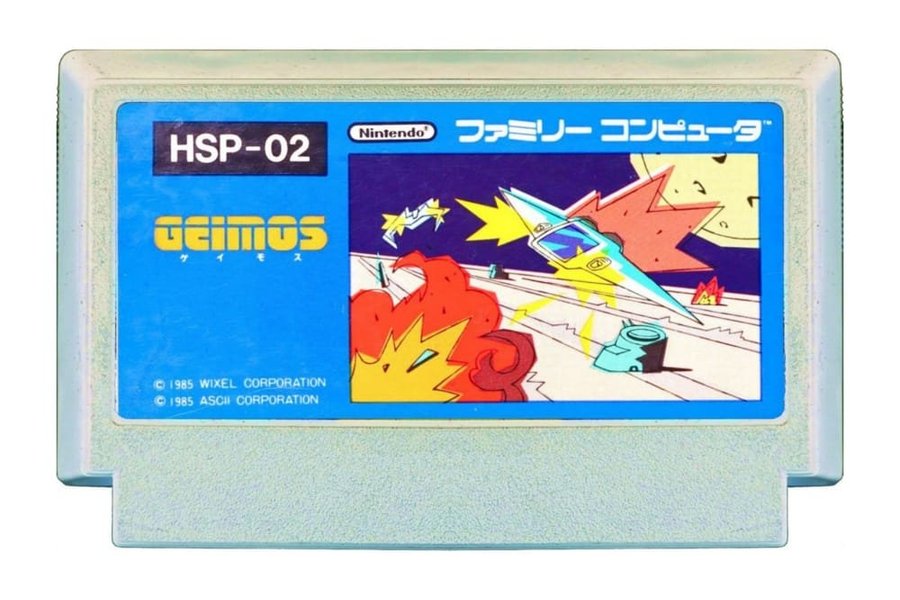 HSP-02
Nintendo® ファミリー コンピュータ™
GEIMOS
ゲイモス
© 1985 WIXEL CORPORATION
© 1985 ASCII CORPORATION